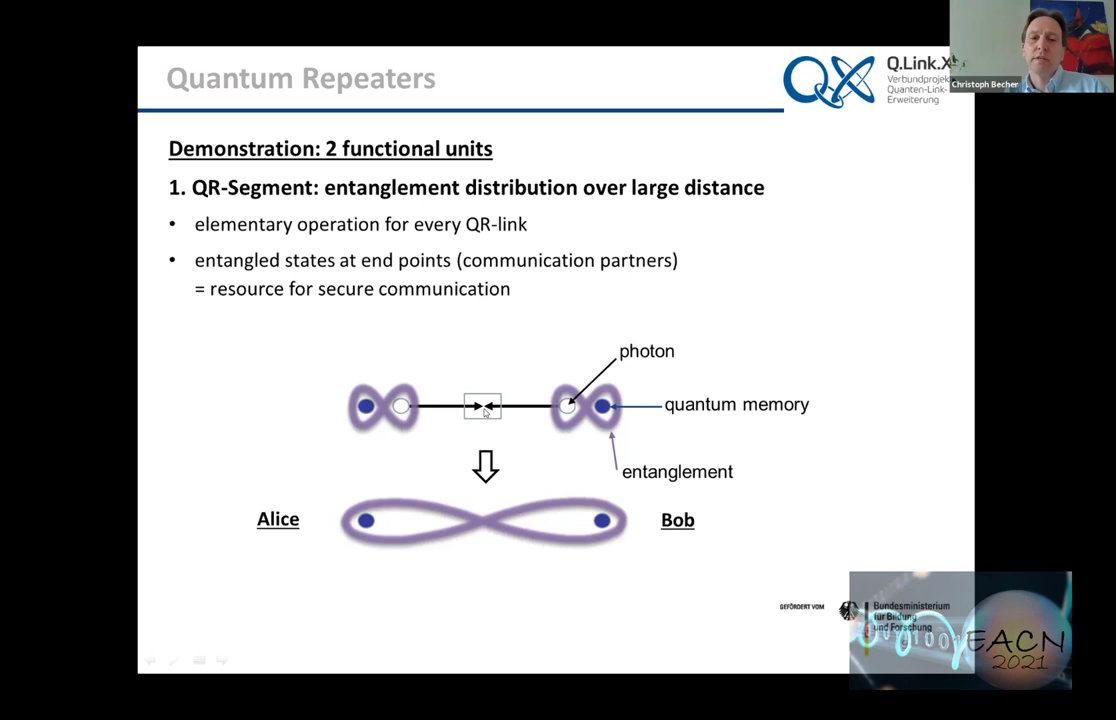 Quantum Repeaters
QX
Q.Link.X
Verbundprojekt
Quanten-Link-
Erweiterung
Christoph Becher
Demonstration: 2 functional units
1. QR-Segment: entanglement distribution over large distance
• elementary operation for every QR-link
• entangled states at end points (communication partners)
= resource for secure communication
photon
quantum memory
entanglement
Alice
Bob
GEFÖRDERT VOM
Bundesministerium
für Bildung
und Forschung
EACN
2021